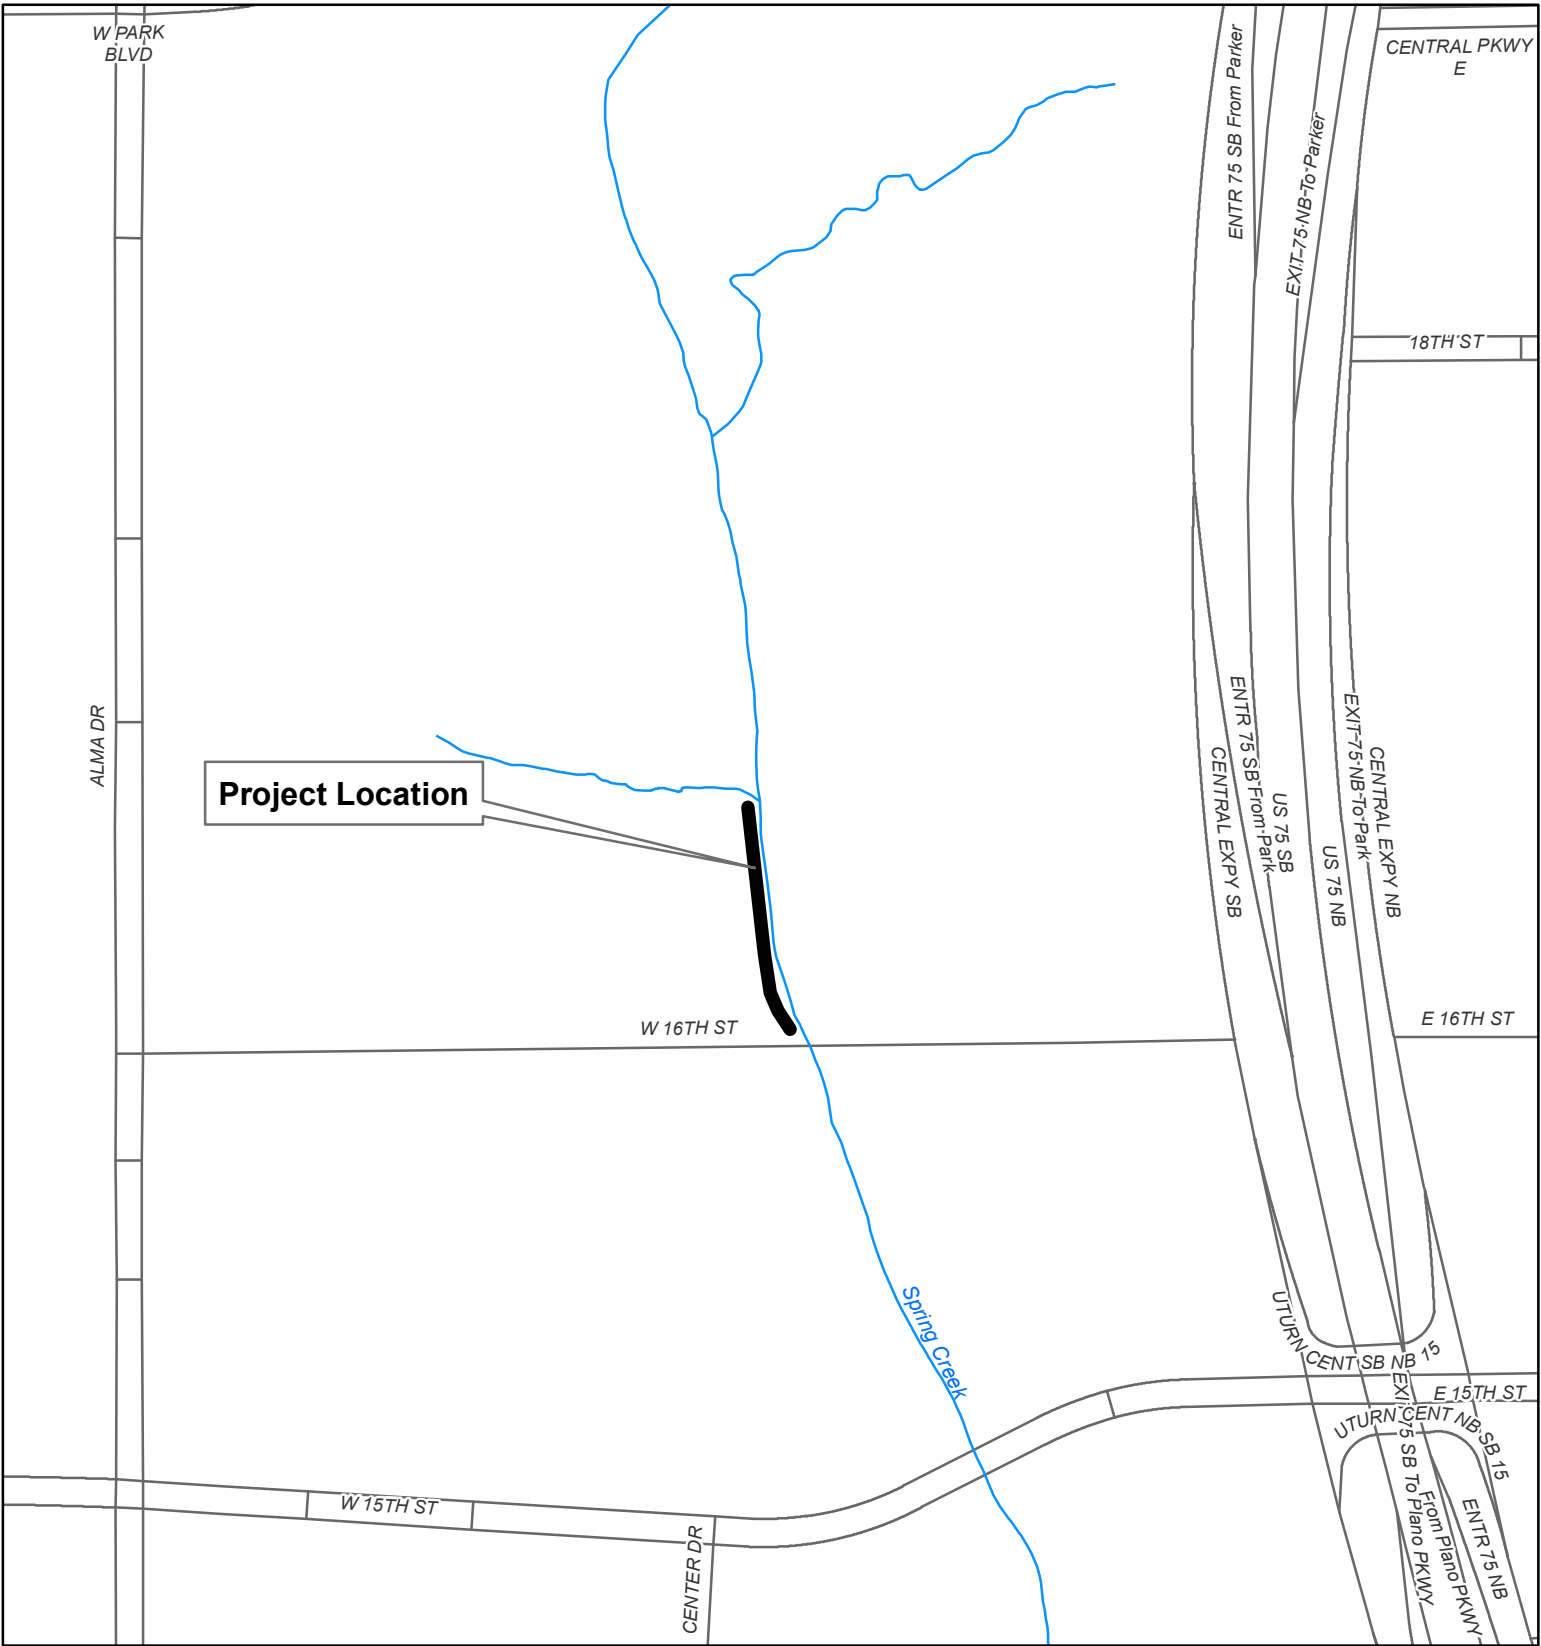 W PARK
BLVD
CENTRAL PKWY
E
ENTR 75 SB From Parker
EXIT 75 NB To Parker
18TH ST
ALMA DR
Project Location
ENTR 75 SB From Park
CENTRAL EXPY SB
US 75 SB
US 75 NB
EXIT 75 NB To Park
CENTRAL EXPY NB
W 16TH ST
E 16TH ST
Spring Creek
UTURN CENT SB NB 15
E 15TH ST
UTURN CENT NB SB 15
EXIT 75 SB To Plano PKWY
W 15TH ST
CENTER DR
ENTR 75 NB
From Plano PKWY